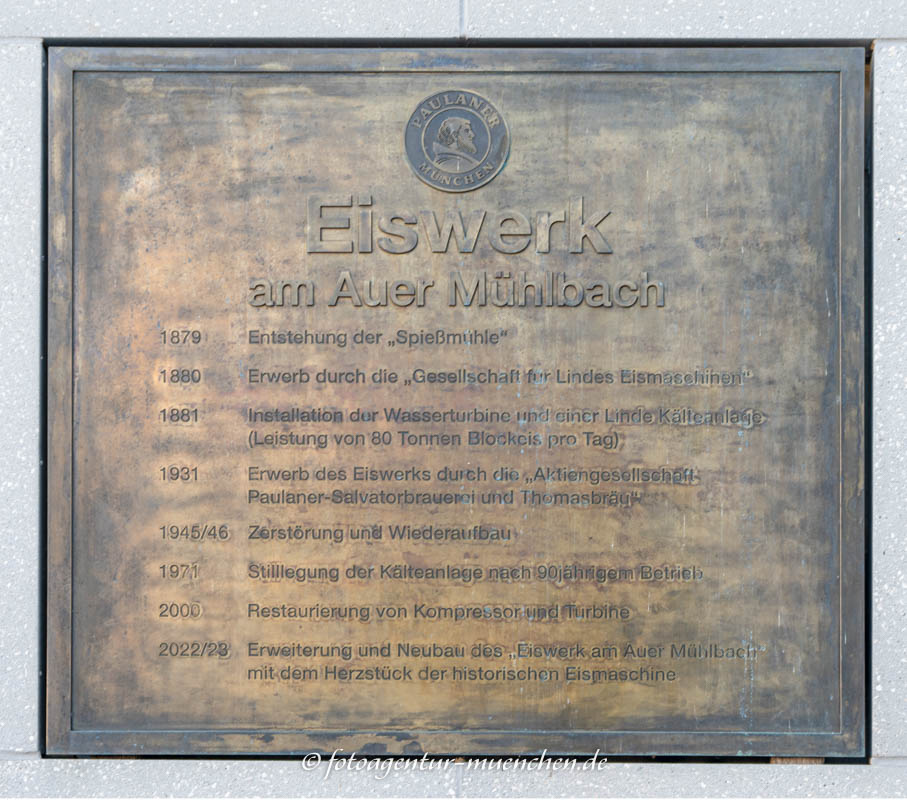 PAULANER
MÜNCHEN
Eiswerk
am Auer Mühlbach
1879 Entstehung der „Spießmühle“
1880 Erwerb durch die „Gesellschaft für Lindes Eismaschinen“
1881 Installation der Wasserturbine und einer Linde Kälteanlage
(Leistung von 80 Tonnen Blockeis pro Tag)
1931 Erwerb des Eiswerks durch die „Aktiengesellschaft
Paulaner-Salvatorbrauerei und Thomasbräu“
1945/46 Zerstörung und Wiederaufbau
1971 Stilllegung der Kälteanlage nach 90jährigem Betrieb
2000 Restaurierung von Kompressor und Turbine
2022/23 Erweiterung und Neubau des „Eiswerk am Auer Mühlbach“
mit dem Herzstück der historischen Eismaschine
© fotoagentur-muenchen.de